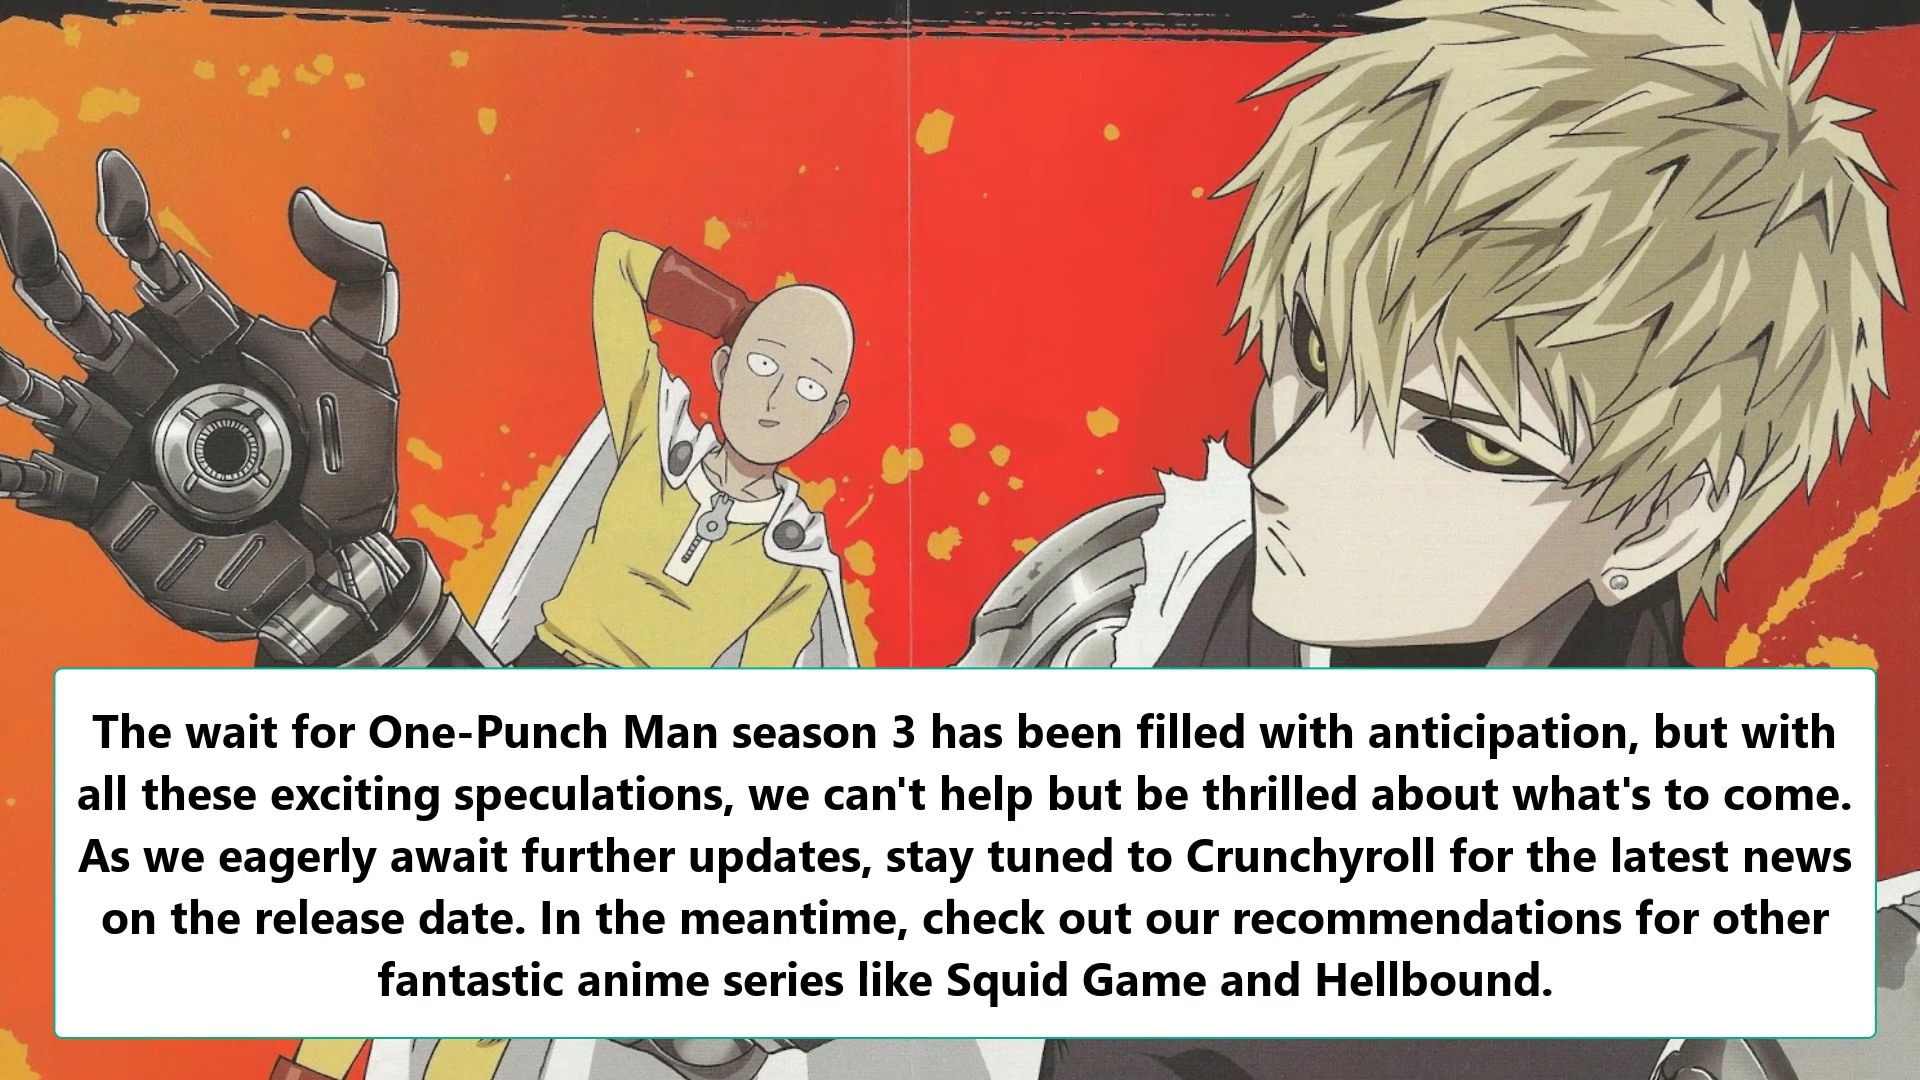 The wait for One-Punch Man season 3 has been filled with anticipation, but with
all these exciting speculations, we can't help but be thrilled about what's to come.
As we eagerly await further updates, stay tuned to Crunchyroll for the latest news
on the release date. In the meantime, check out our recommendations for other
fantastic anime series like Squid Game and Hellbound.